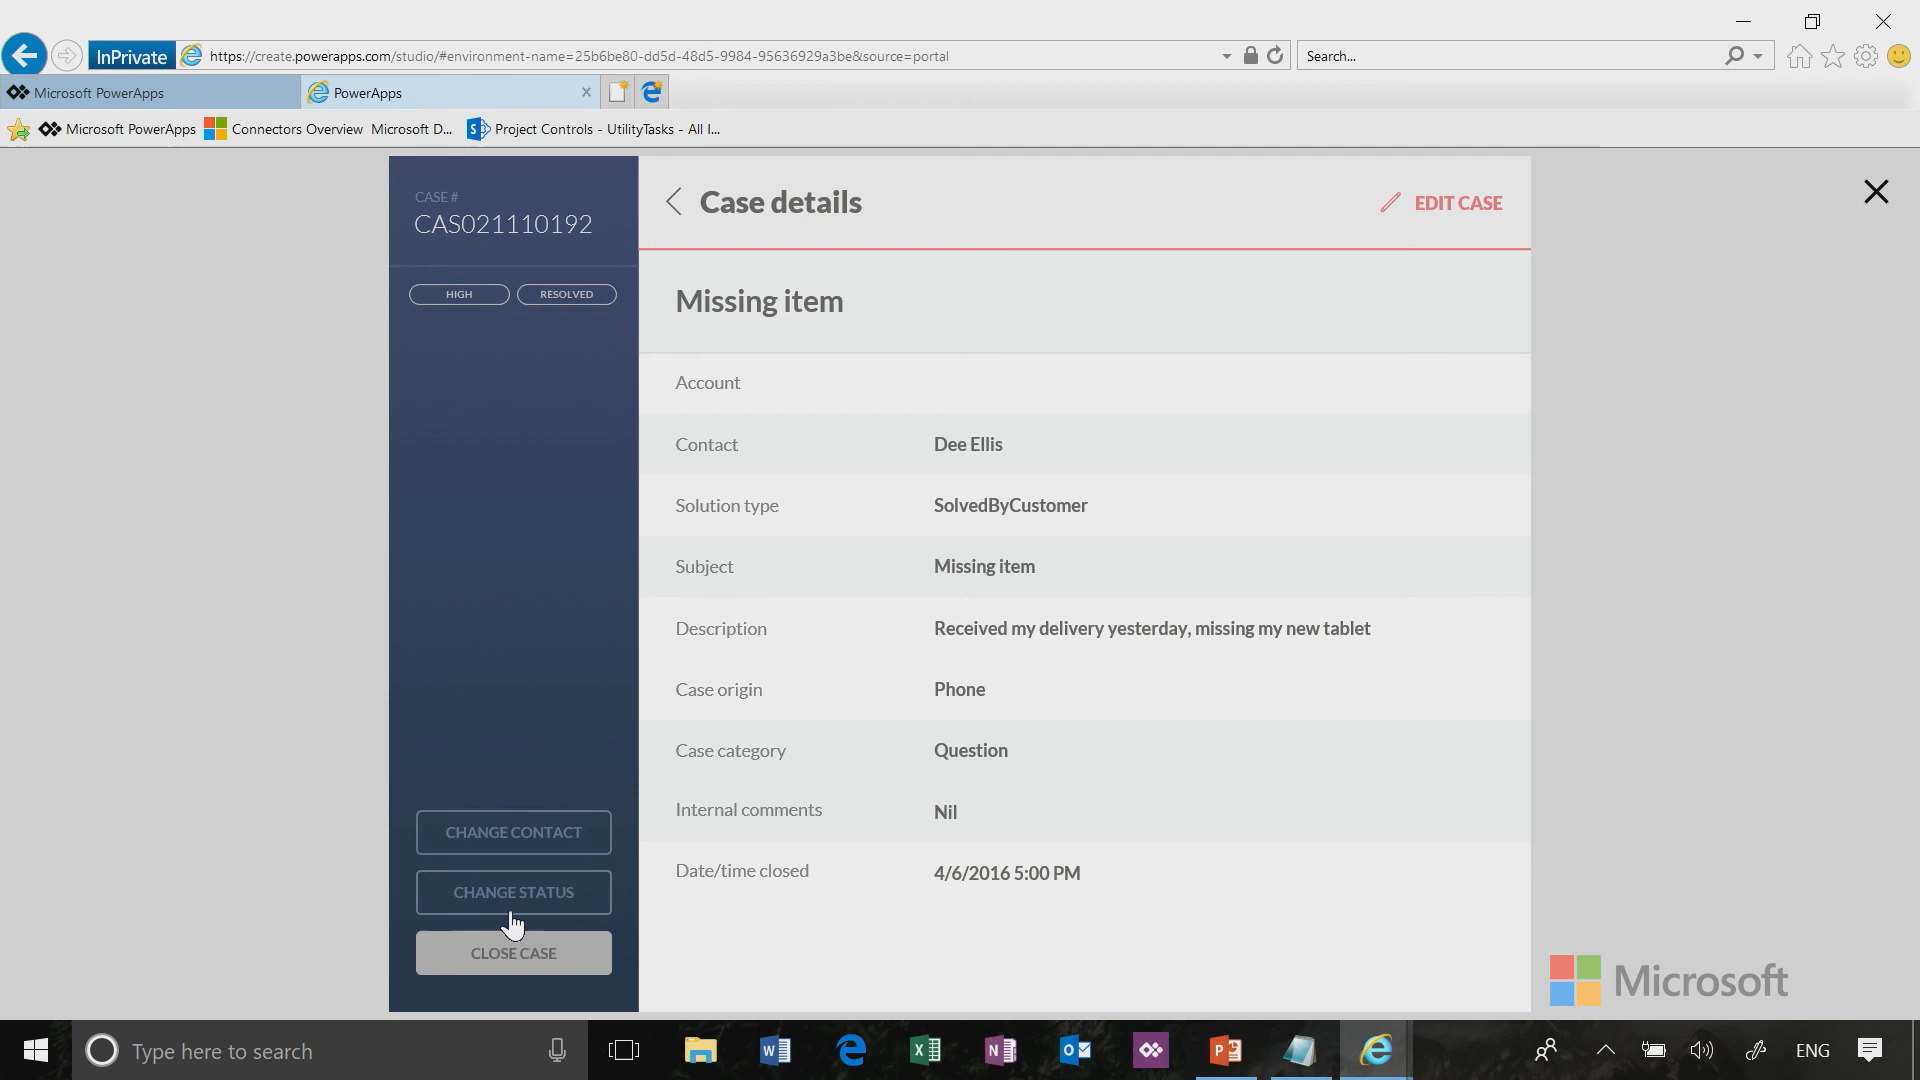 InPrivate
https://create.powerapps.com/studio/#environment-name=25b6be80-dd5d-48d5-9984-95636929a3be&source=portal
Search...
Microsoft PowerApps
PowerApps
Microsoft PowerApps
Connectors Overview Microsoft D...
Project Controls - UtilityTasks - All I...
CASE #
CAS021110192
HIGH
RESOLVED
CHANGE CONTACT
CHANGE STATUS
CLOSE CASE
Case details
EDIT CASE
Missing item
Account
Contact Dee Ellis
Solution type SolvedByCustomer
Subject Missing item
Description Received my delivery yesterday, missing my new tablet
Case origin Phone
Case category Question
Internal comments Nil
Date/time closed 4/6/2016 5:00 PM
Microsoft
Type here to search
ENG